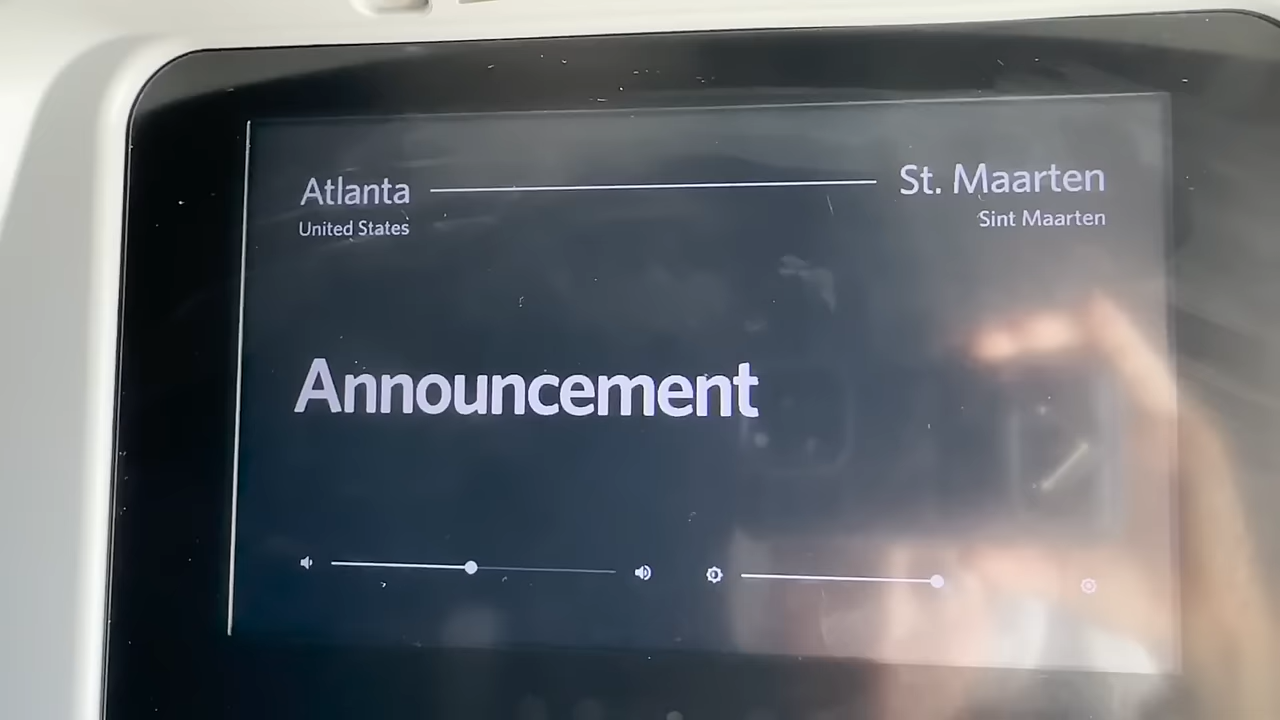 Atlanta
St. Maarten
United States
Sint Maarten
Announcement